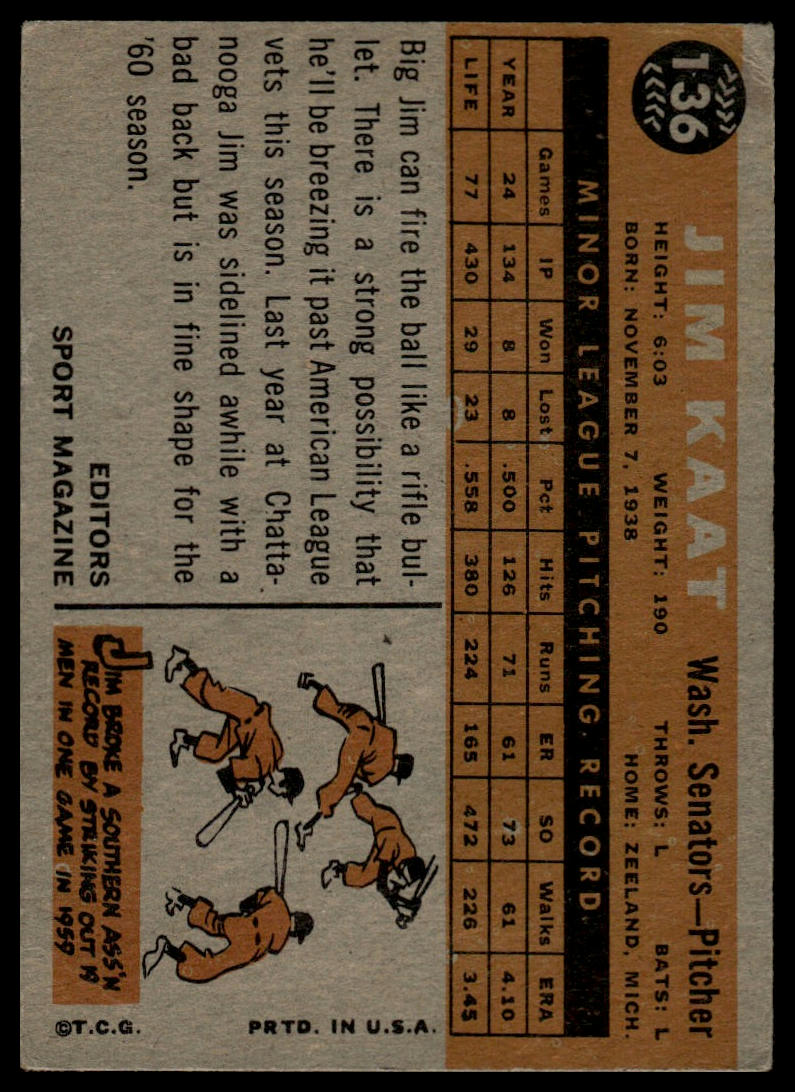 136
JIM KAAT
Wash. Senators—Pitcher
HEIGHT: 6:03 WEIGHT: 190 THROWS: L BATS: L
BORN: NOVEMBER 7, 1938 HOME: ZEELAND, MICH.
MINOR LEAGUE PITCHING RECORD
Games IP Won Lost Pct Hits Runs ER SO Walks ERA
YEAR 24 134 8 8 .500 126 71 61 73 61 4.10
LIFE 77 430 29 23 .558 380 224 165 472 226 3.45
Big Jim can fire the ball like a rifle bul-
let. There is a strong possibility that
he'll be breezing it past American League
vets this season. Last year at Chatta-
nooga Jim was sidelined awhile with a
bad back but is in fine shape for the
'60 season.
EDITORS
SPORT MAGAZINE
JIM BROKE A SOUTHERN ASS'N
RECORD BY STRIKING OUT 19
MEN IN ONE GAME IN 1959
©T.C.G. PRTD. IN U.S.A.